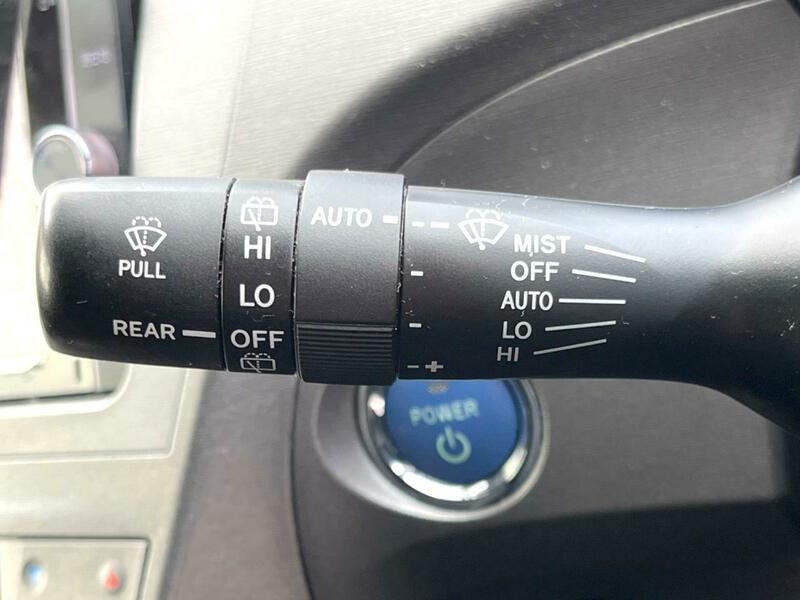 PULL
REAR
HI
LO
OFF
AUTO
MIST
OFF
AUTO
LO
HI
- +
POWER